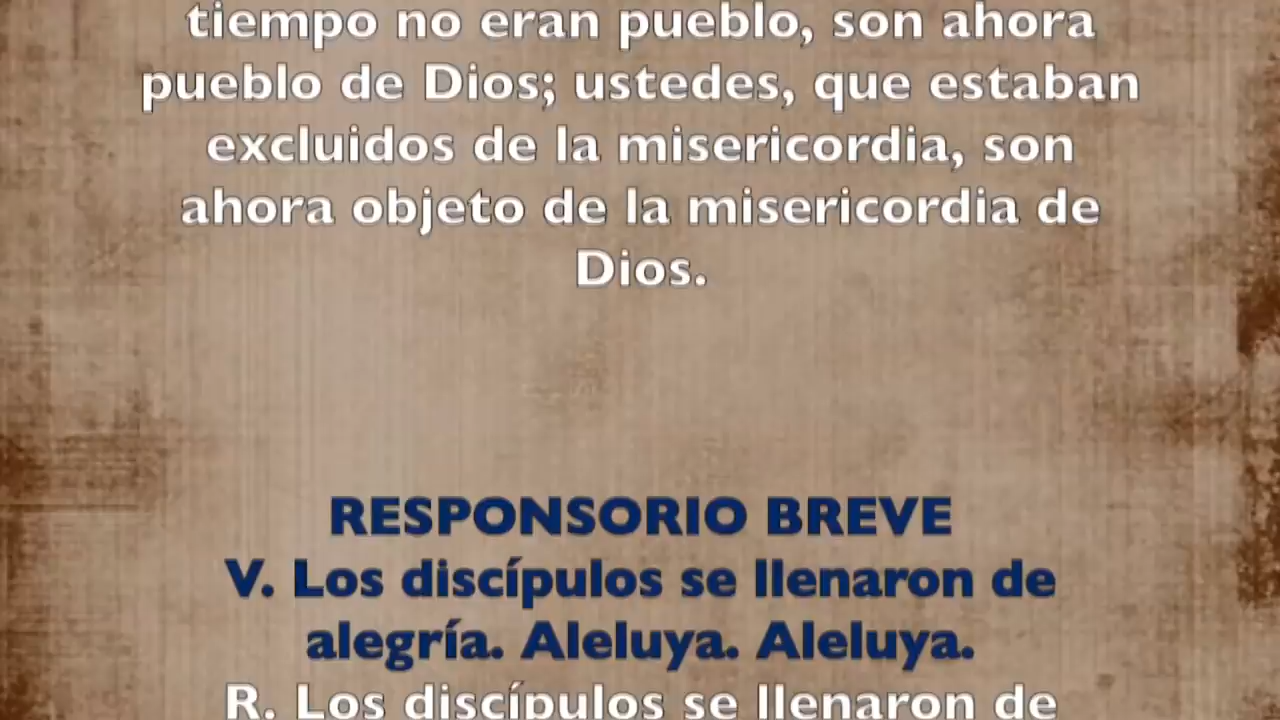 tiempo no eran pueblo, son ahora
pueblo de Dios; ustedes, que estaban
excluidos de la misericordia, son
ahora objeto de la misericordia de
Dios.
RESPONSORIO BREVE
V. Los discípulos se llenaron de
alegría. Aleluya. Aleluya.
R. Los discípulos se llenaron de